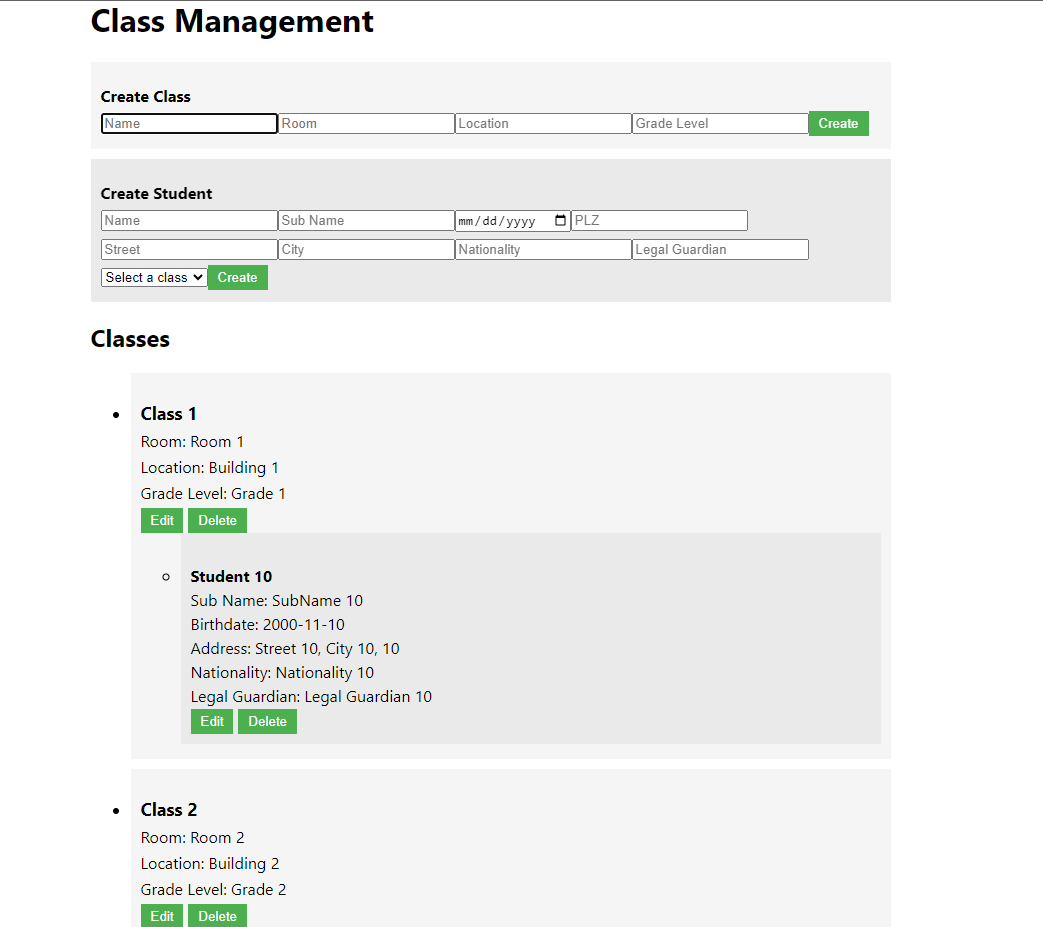 Class Management
Create Class
Name Room Location Grade Level Create
Create Student
Name Sub Name mm/dd/yyyy PLZ
Street City Nationality Legal Guardian
Select a class Create
Classes
Class 1
Room: Room 1
Location: Building 1
Grade Level: Grade 1
Edit Delete
Student 10
Sub Name: SubName 10
Birthdate: 2000-11-10
Address: Street 10, City 10, 10
Nationality: Nationality 10
Legal Guardian: Legal Guardian 10
Edit Delete
Class 2
Room: Room 2
Location: Building 2
Grade Level: Grade 2
Edit Delete